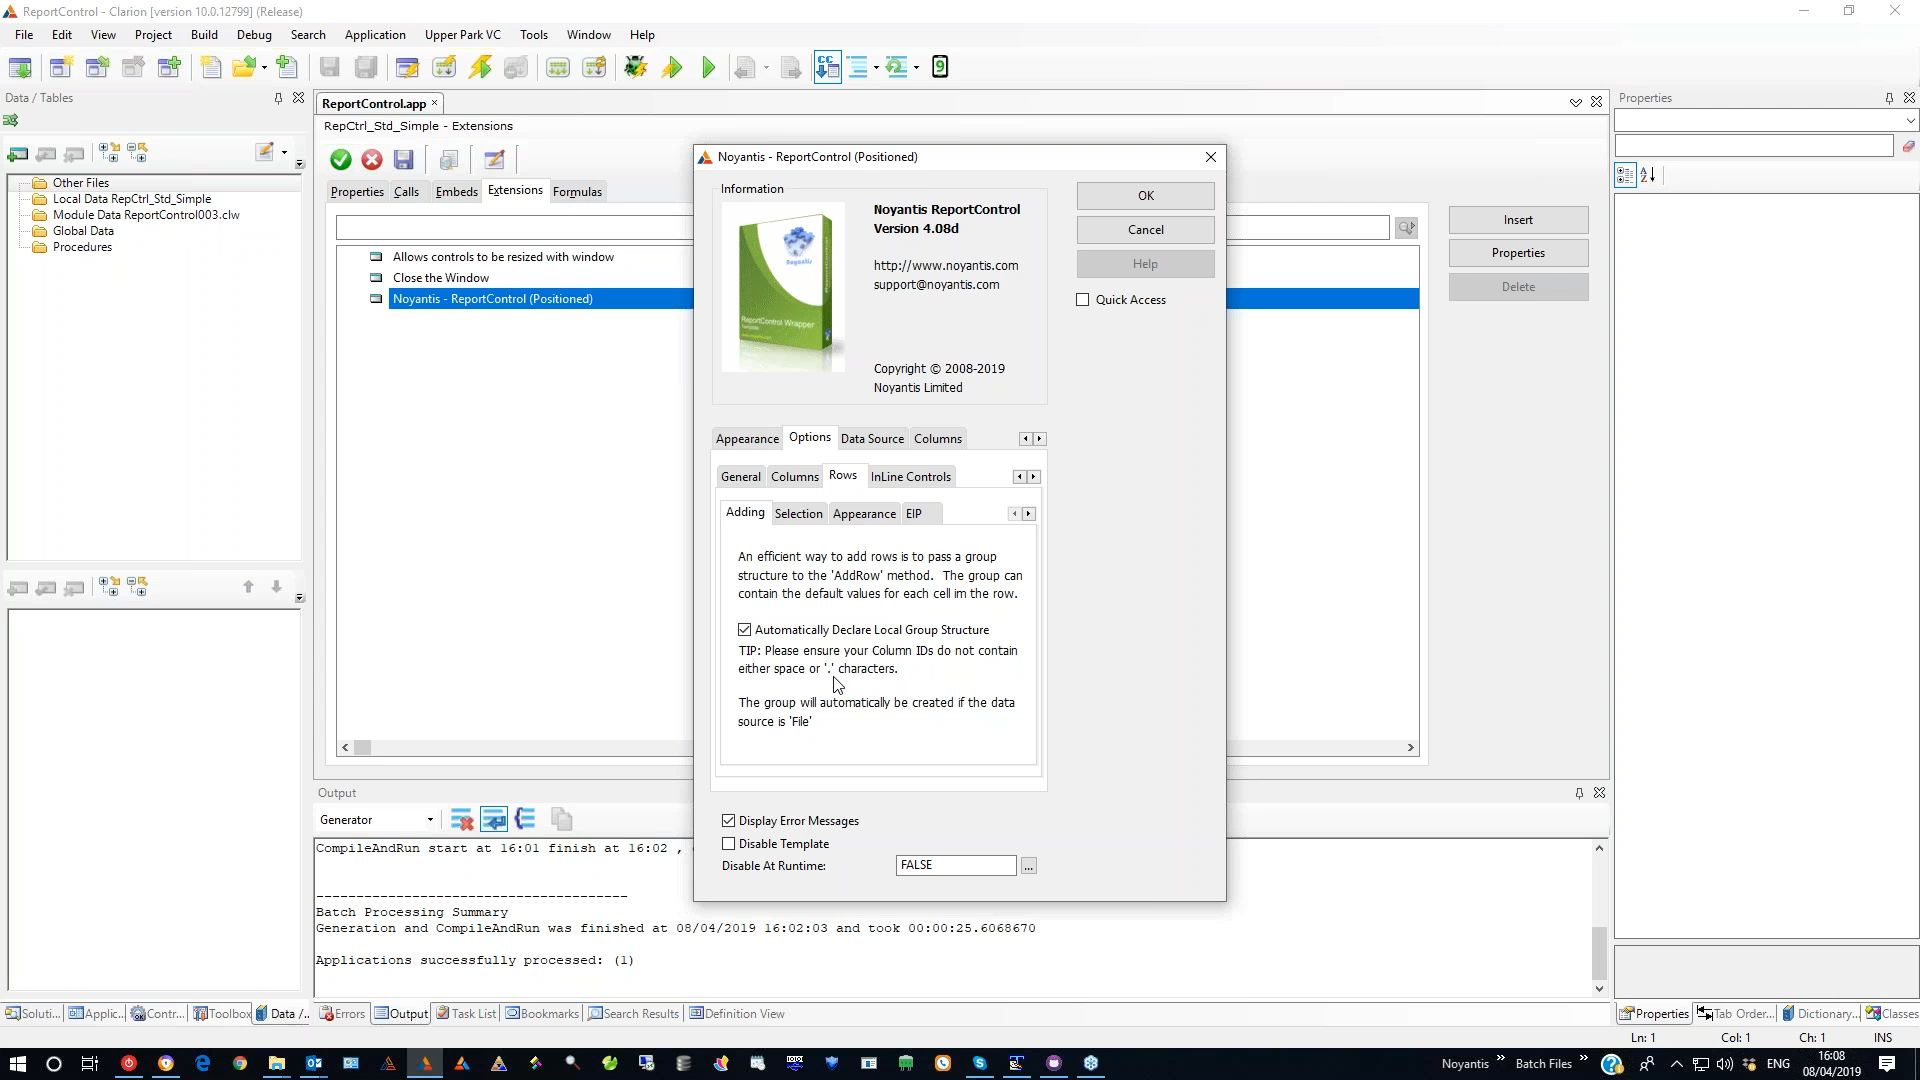 ReportControl - Clarion [version 10.0.12799] (Release)
File Edit View Project Build Debug Search Application Upper Park VC Tools Window Help
Data / Tables
Other Files
Local Data RepCtrl_Std_Simple
Module Data ReportControl003.clw
Global Data
Procedures
ReportControl.app
RepCtrl_Std_Simple - Extensions
Properties Calls Embeds Extensions Formulas
Allows controls to be resized with window
Close the Window
Noyantis - ReportControl (Positioned)
Insert
Properties
Delete
Noyantis - ReportControl (Positioned)
Information
Noyantis ReportControl
Version 4.08d
http://www.noyantis.com
support@noyantis.com
Copyright © 2008-2019
Noyantis Limited
Noyantis
ReportControl Wrapper
OK
Cancel
Help
Quick Access
Appearance Options Data Source Columns
General Columns Rows InLine Controls
Adding Selection Appearance EIP
An efficient way to add rows is to pass a group
structure to the 'AddRow' method. The group can
contain the default values for each cell im the row.
Automatically Declare Local Group Structure
TIP: Please ensure your Column IDs do not contain
either space or '.' characters.
The group will automatically be created if the data
source is 'File'
Display Error Messages
Disable Template
Disable At Runtime: FALSE ...
Output
Generator
CompileAndRun start at 16:01 finish at 16:02 ,
---------------------------------------
Batch Processing Summary
Generation and CompileAndRun was finished at 08/04/2019 16:02:03 and took 00:00:25.6068670
Applications successfully processed: (1)
Properties
Soluti... Applic... Contr... Toolbox Data /... Errors Output Task List Bookmarks Search Results Definition View
Properties Tab Order... Dictionary... Classes
Ln: 1 Col: 1 Ch: 1 INS
Noyantis » Batch Files » ENG 16:08
08/04/2019